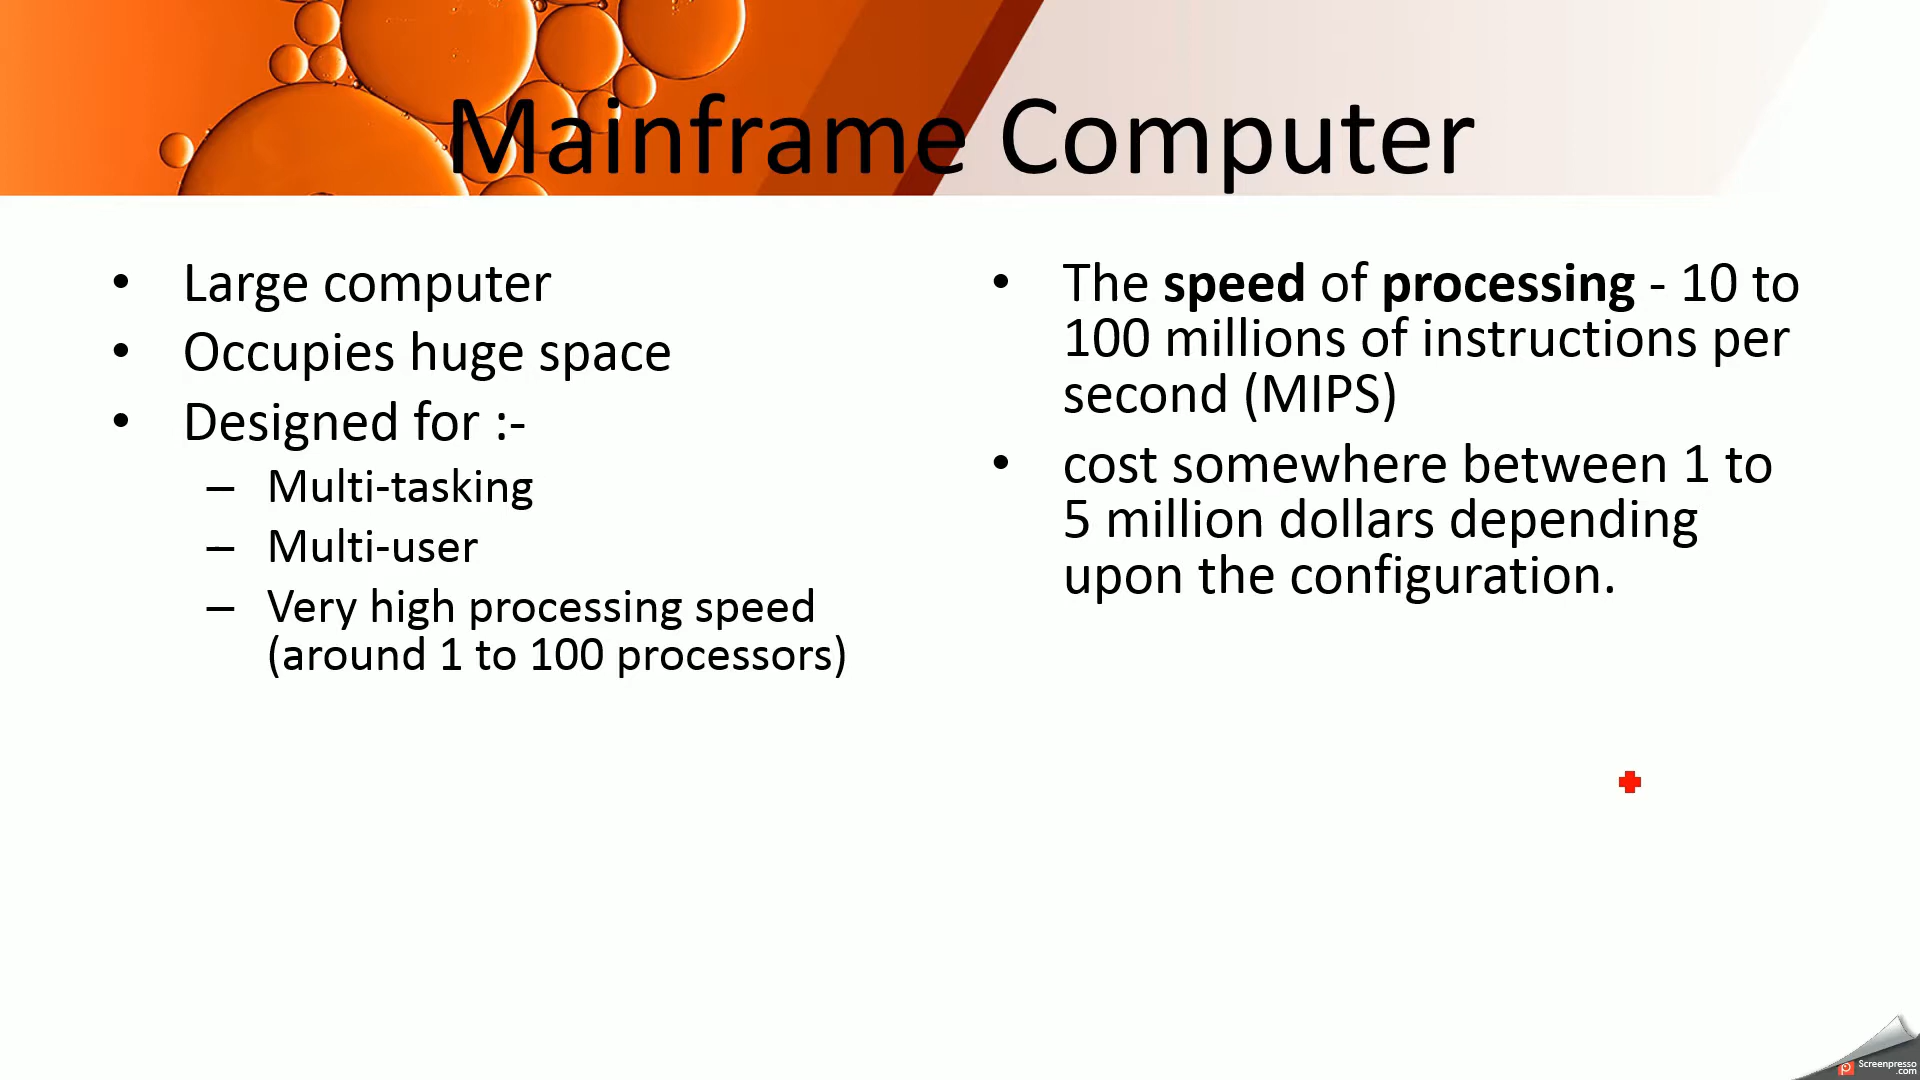 Mainframe Computer
• Large computer
• Occupies huge space
• Designed for :-
– Multi-tasking
– Multi-user
– Very high processing speed
(around 1 to 100 processors)
• The speed of processing - 10 to
100 millions of instructions per
second (MIPS)
• cost somewhere between 1 to
5 million dollars depending
upon the configuration.
Screenpresso
.com